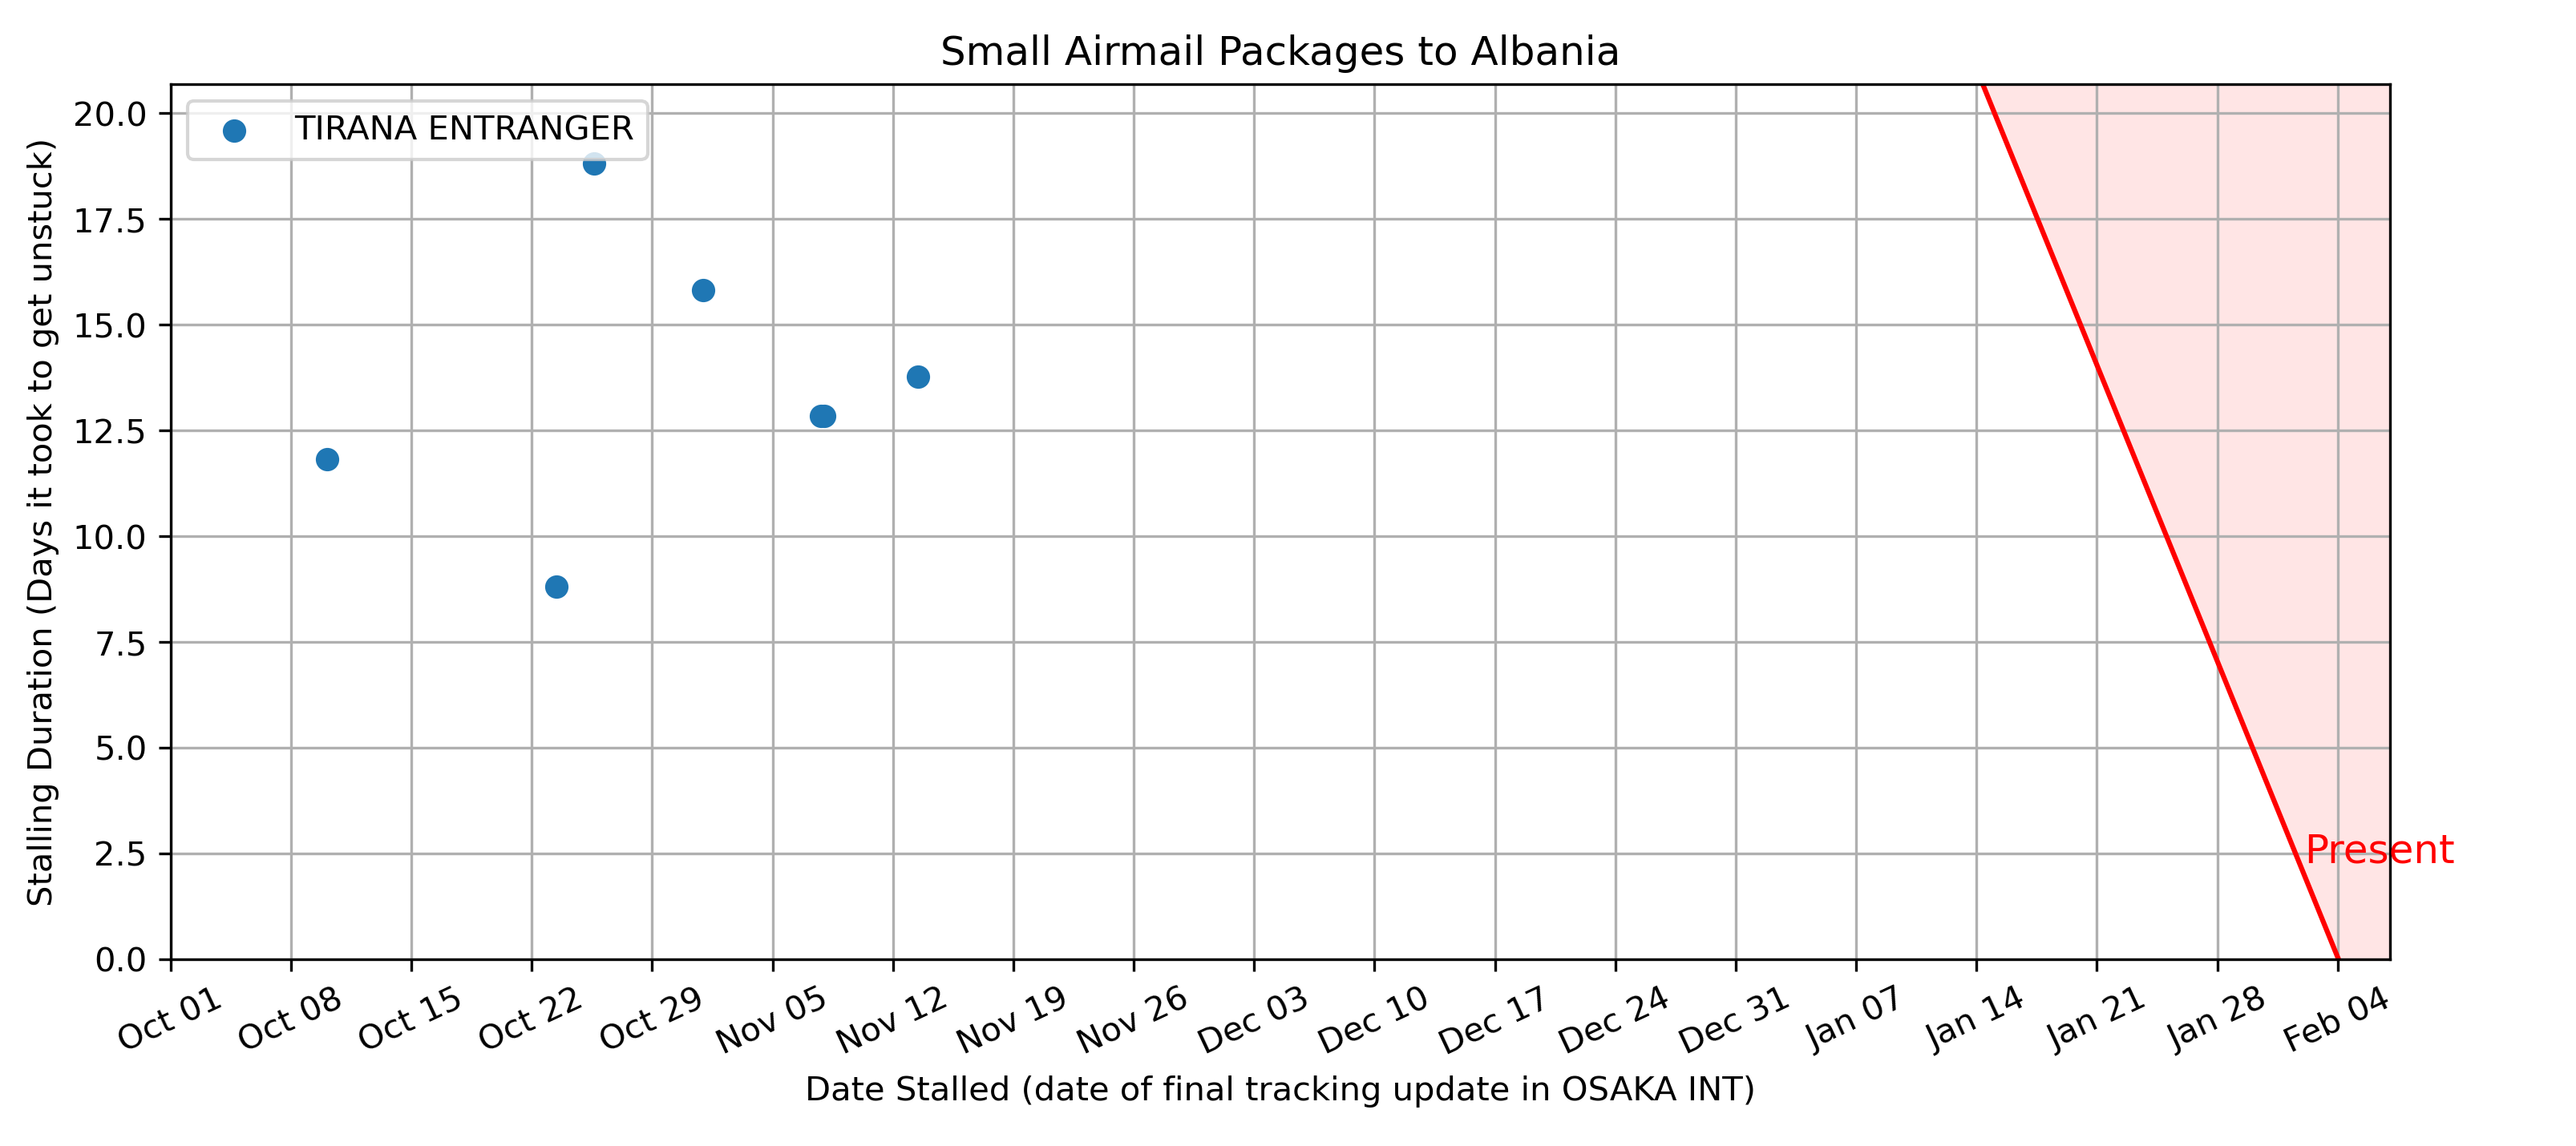 Small Airmail Packages to Albania
TIRANA ENTRANGER
Stalling Duration (Days it took to get unstuck)
20.0
17.5
15.0
12.5
10.0
7.5
5.0
2.5
0.0
Present
Oct 01
Oct 08
Oct 15
Oct 22
Oct 29
Nov 05
Nov 12
Nov 19
Nov 26
Dec 03
Dec 10
Dec 17
Dec 24
Dec 31
Jan 07
Jan 14
Jan 21
Jan 28
Feb 04
Date Stalled (date of final tracking update in OSAKA INT)